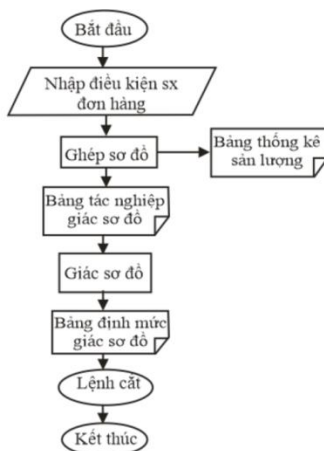 Bắt đầu
Nhập điều kiện sx
đơn hàng
Ghép sơ đồ
Bảng thống kê
sản lượng
Bảng tác nghiệp
giác sơ đồ
Giác sơ đồ
Bảng định mức
giác sơ đồ
Lệnh cắt
Kết thúc